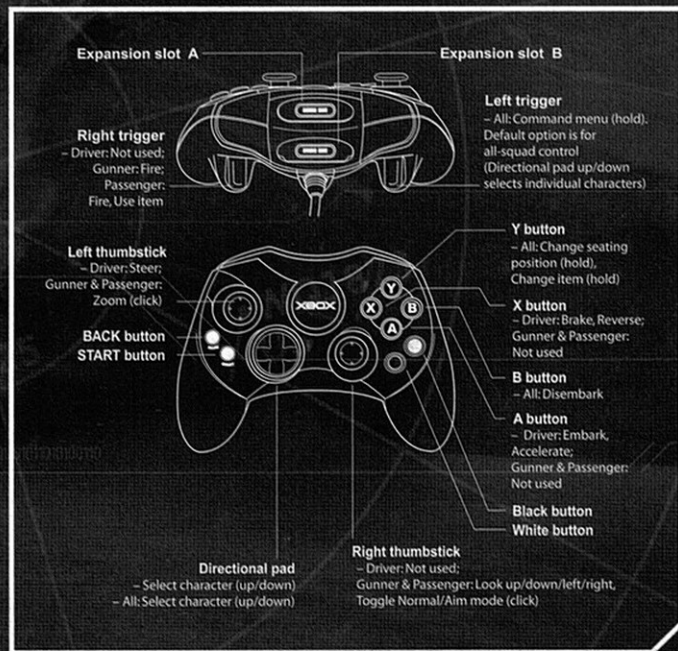 Expansion slot A
Expansion slot B
Right trigger
– Driver: Not used;
Gunner: Fire;
Passenger:
Fire, Use item
Left trigger
– All: Command menu (hold).
Default option is for
all-squad control
(Directional pad up/down
selects individual characters)
Left thumbstick
– Driver: Steer;
Gunner & Passenger:
Zoom (click)
BACK button
START button
XBOX
Y
X
B
A
Y button
– All: Change seating
position (hold),
Change item (hold)
X button
– Driver: Brake, Reverse;
Gunner & Passenger:
Not used
B button
– All: Disembark
A button
– Driver: Embark,
Accelerate;
Gunner & Passenger:
Not used
Black button
White button
Directional pad
– Select character (up/down)
– All: Select character (up/down)
Right thumbstick
– Driver: Not used;
Gunner & Passenger: Look up/down/left/right,
Toggle Normal/Aim mode (click)